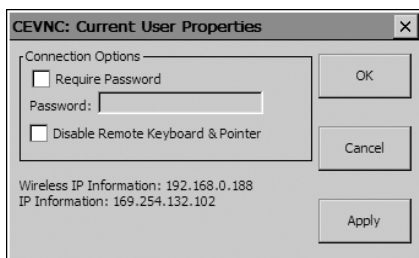 CEVNC: Current User Properties
Connection Options
Require Password
Password:
Disable Remote Keyboard & Pointer
OK
Cancel
Wireless IP Information: 192.168.0.188
IP Information: 169.254.132.102
Apply